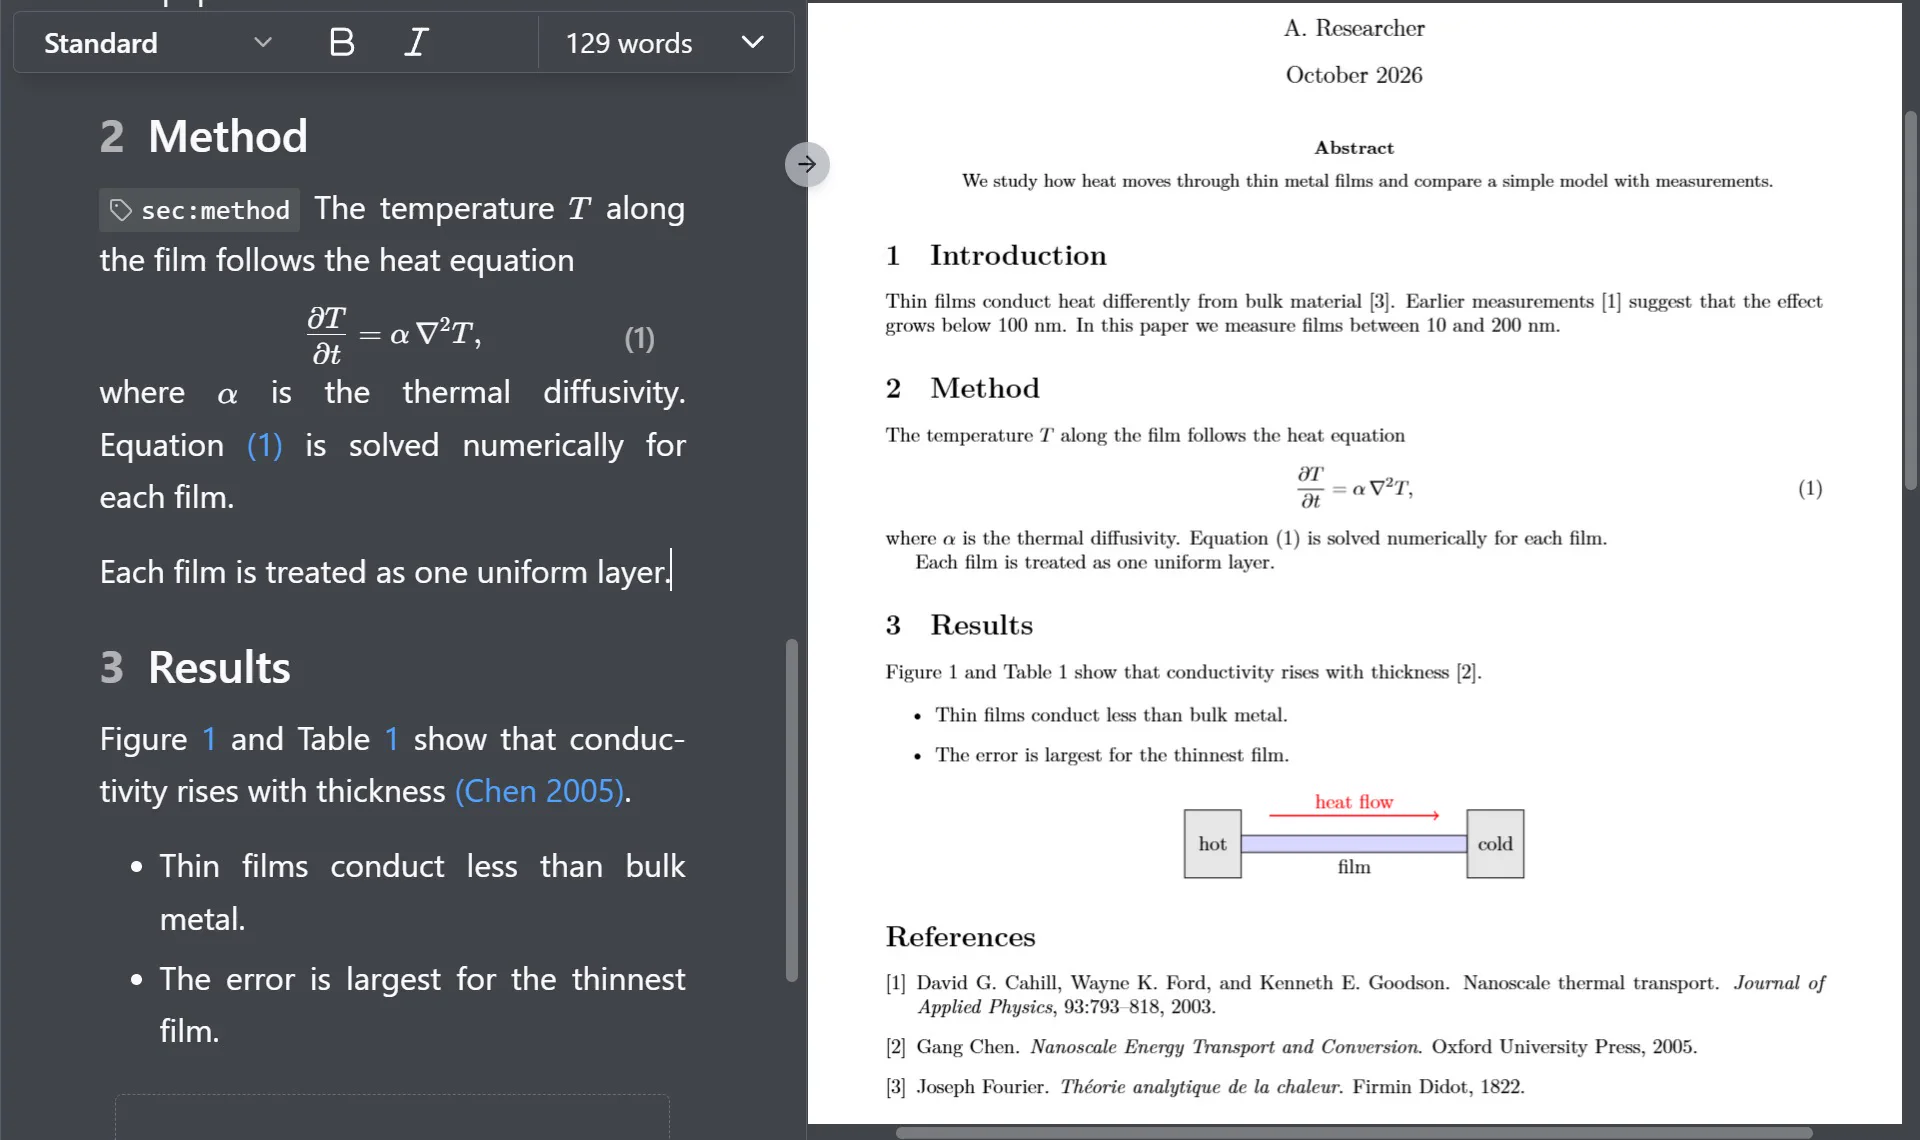 Standard B I 129 words
2 Method
sec:method The temperature T along
the film follows the heat equation
∂T/∂t = α ∇²T, (1)
where α is the thermal diffusivity.
Equation (1) is solved numerically for
each film.
Each film is treated as one uniform layer.
3 Results
Figure 1 and Table 1 show that conduc-
tivity rises with thickness (Chen 2005).
• Thin films conduct less than bulk
metal.
• The error is largest for the thinnest
film.
A. Researcher
October 2026
Abstract
We study how heat moves through thin metal films and compare a simple model with measurements.
1 Introduction
Thin films conduct heat differently from bulk material [3]. Earlier measurements [1] suggest that the effect
grows below 100 nm. In this paper we measure films between 10 and 200 nm.
2 Method
The temperature T along the film follows the heat equation
∂T/∂t = α ∇²T, (1)
where α is the thermal diffusivity. Equation (1) is solved numerically for each film.
Each film is treated as one uniform layer.
3 Results
Figure 1 and Table 1 show that conductivity rises with thickness [2].
• Thin films conduct less than bulk metal.
• The error is largest for the thinnest film.
heat flow
hot cold
film
References
[1] David G. Cahill, Wayne K. Ford, and Kenneth E. Goodson. Nanoscale thermal transport. Journal of
Applied Physics, 93:793–818, 2003.
[2] Gang Chen. Nanoscale Energy Transport and Conversion. Oxford University Press, 2005.
[3] Joseph Fourier. Théorie analytique de la chaleur. Firmin Didot, 1822.